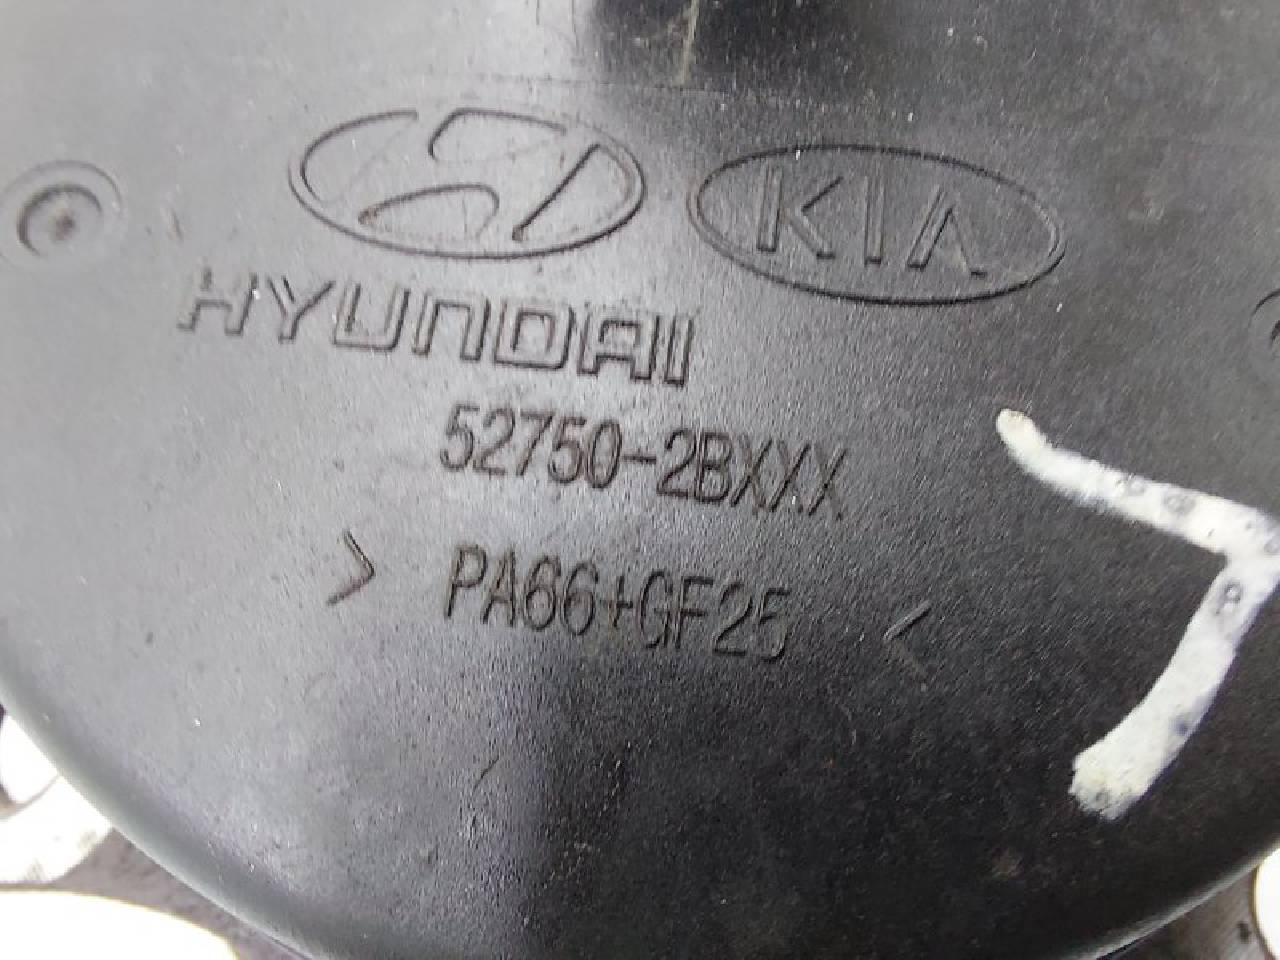 KIA
HYUNDAI
52750-2BXXX
> PA66+GF25 <